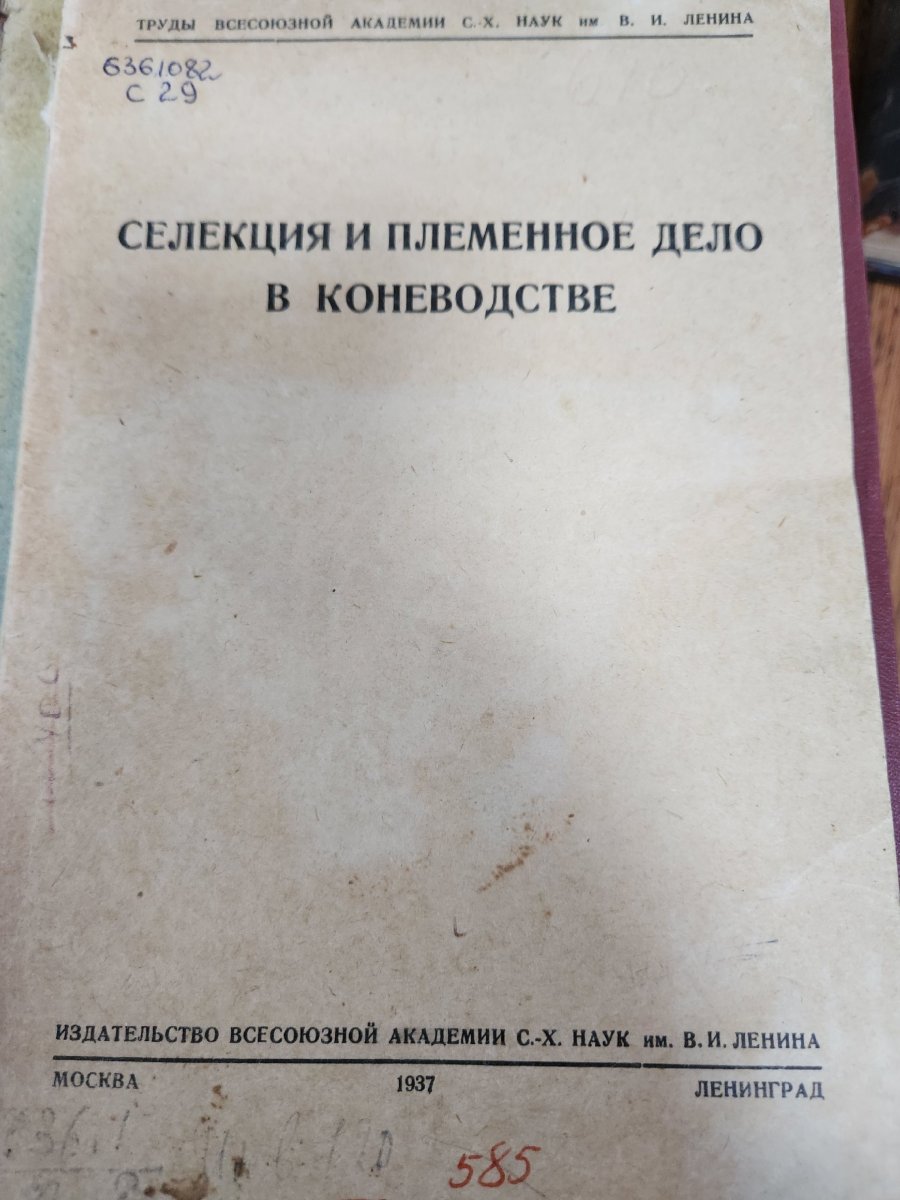 ТРУДЫ ВСЕСОЮЗНОЙ АКАДЕМИИ С.-Х. НАУК им В. И. ЛЕНИНА
6361082
С 29
СЕЛЕКЦИЯ И ПЛЕМЕННОЕ ДЕЛО
В КОНЕВОДСТВЕ
ИЗДАТЕЛЬСТВО ВСЕСОЮЗНОЙ АКАДЕМИИ С.-Х. НАУК им. В. И. ЛЕНИНА
МОСКВА 1937 ЛЕНИНГРАД
585